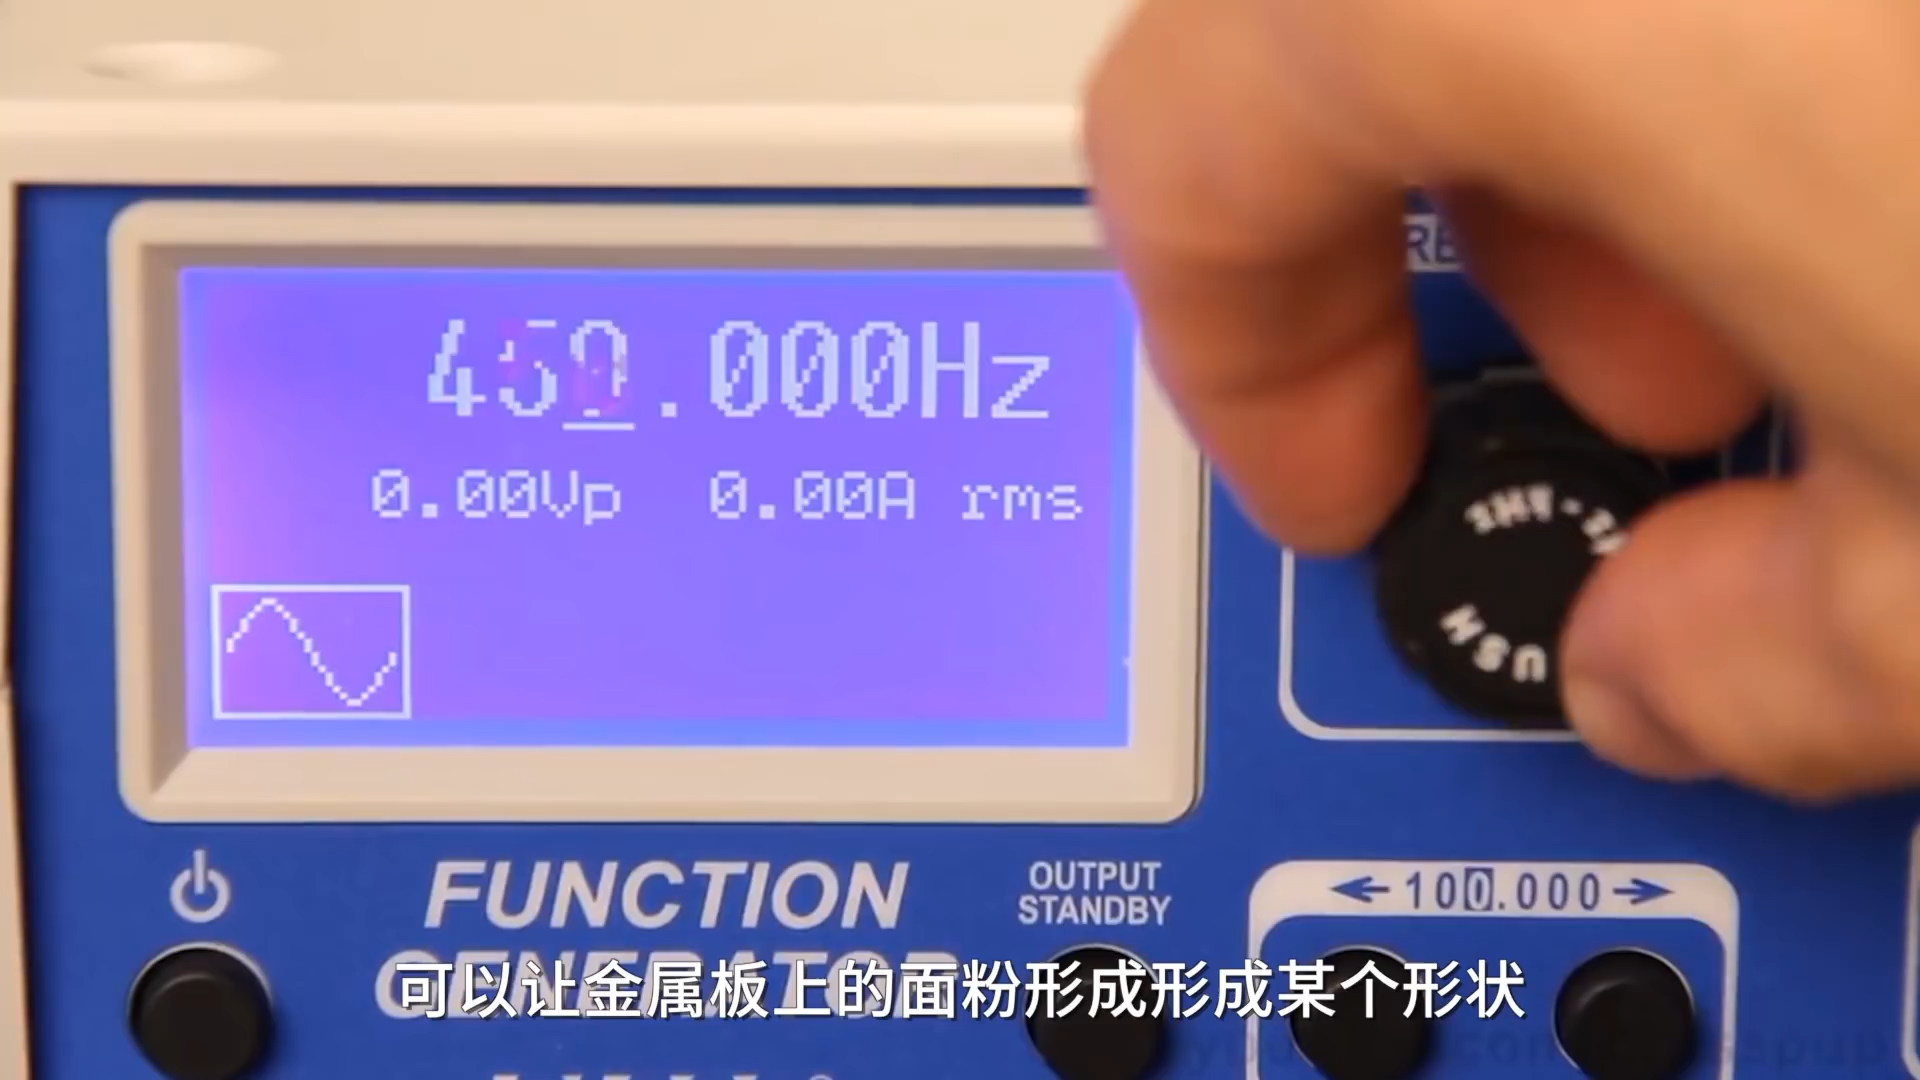 .000Hz
0.00Vp 0.00A rms
FUNCTION
GENERATOR
OUTPUT
STANDBY
100.000
可以让金属板上的面粉形成形成某个形状